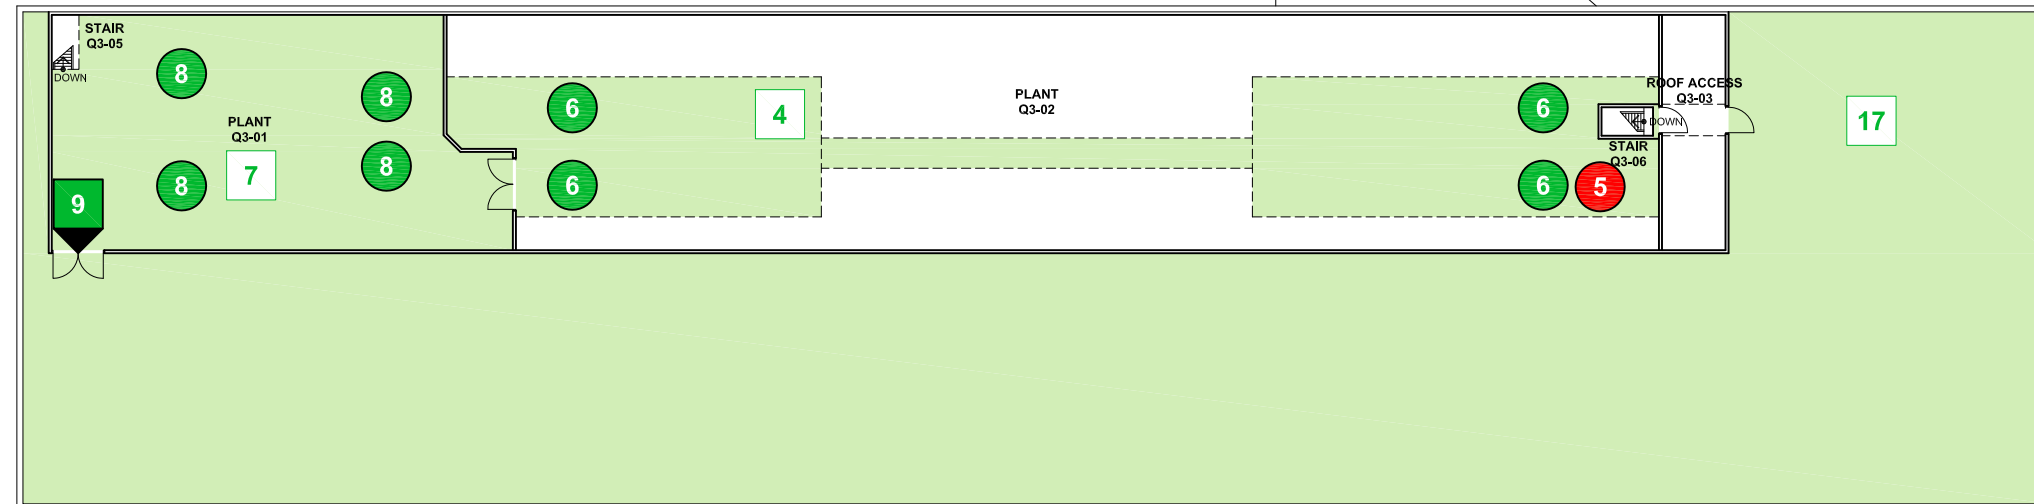 STAIR
Q3-05
DOWN
8
8
PLANT
Q3-01
7
8
8
9
6
6
4
PLANT
Q3-02
6
6
5
ROOF ACCESS
Q3-03
DOWN
STAIR
Q3-06
17